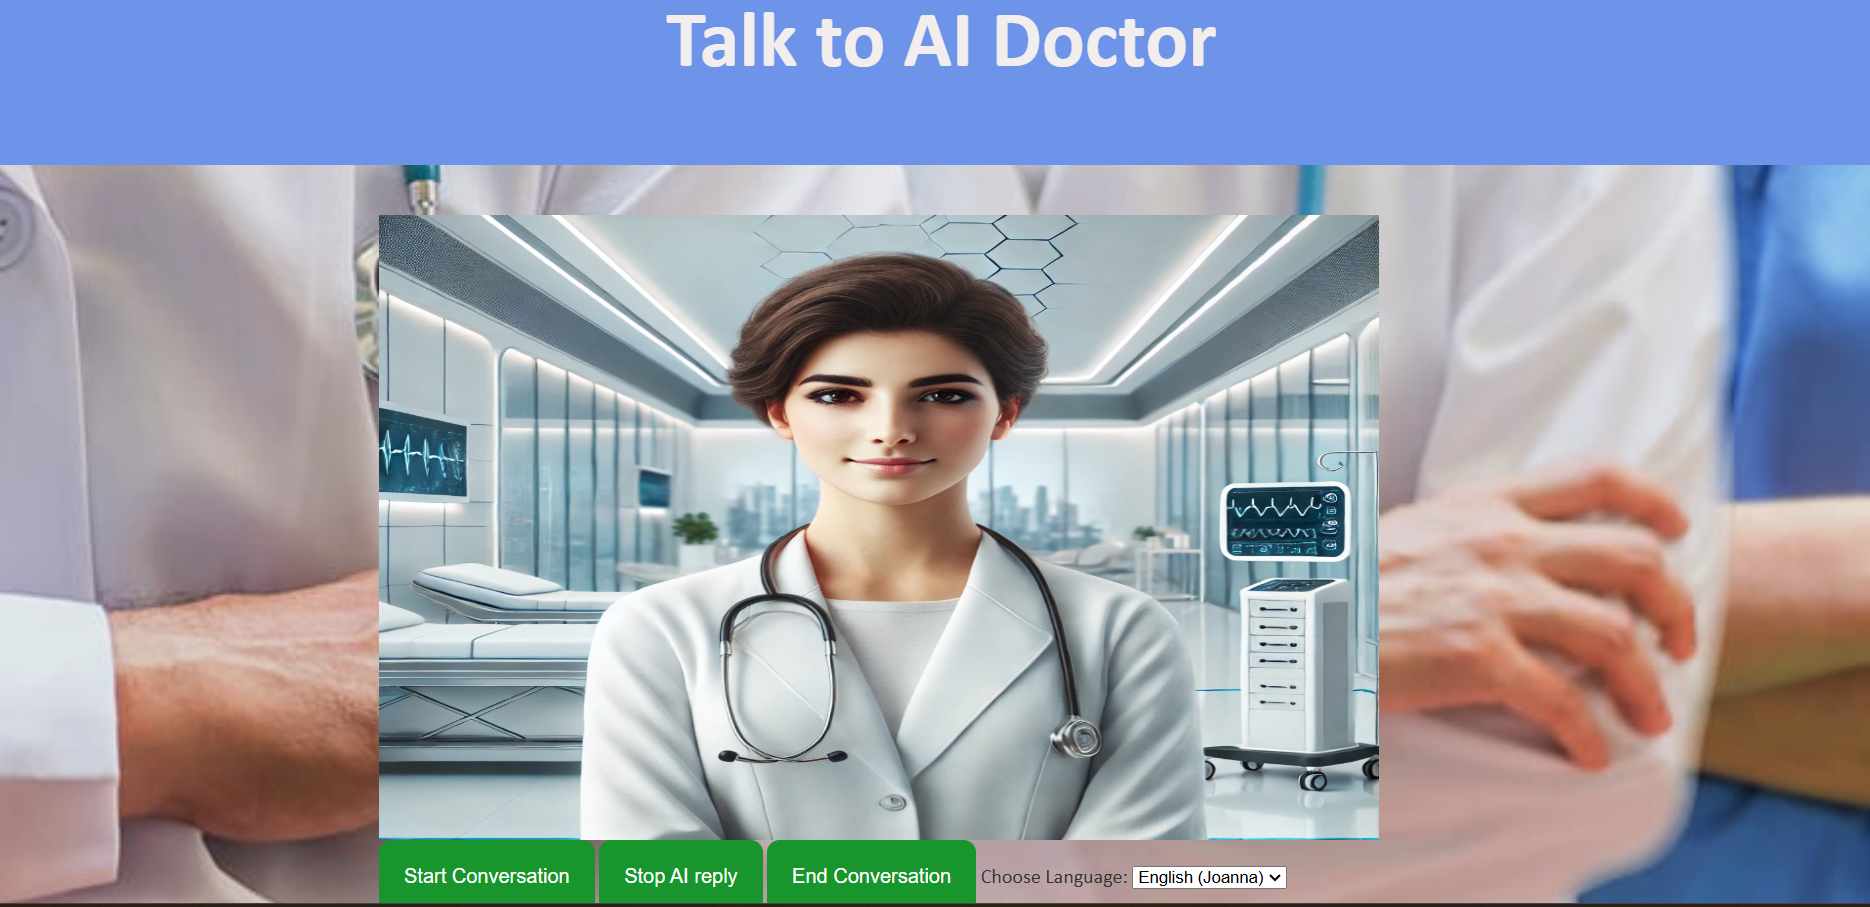 Talk to AI Doctor
Start Conversation
Stop AI reply
End Conversation
Choose Language: English (Joanna)